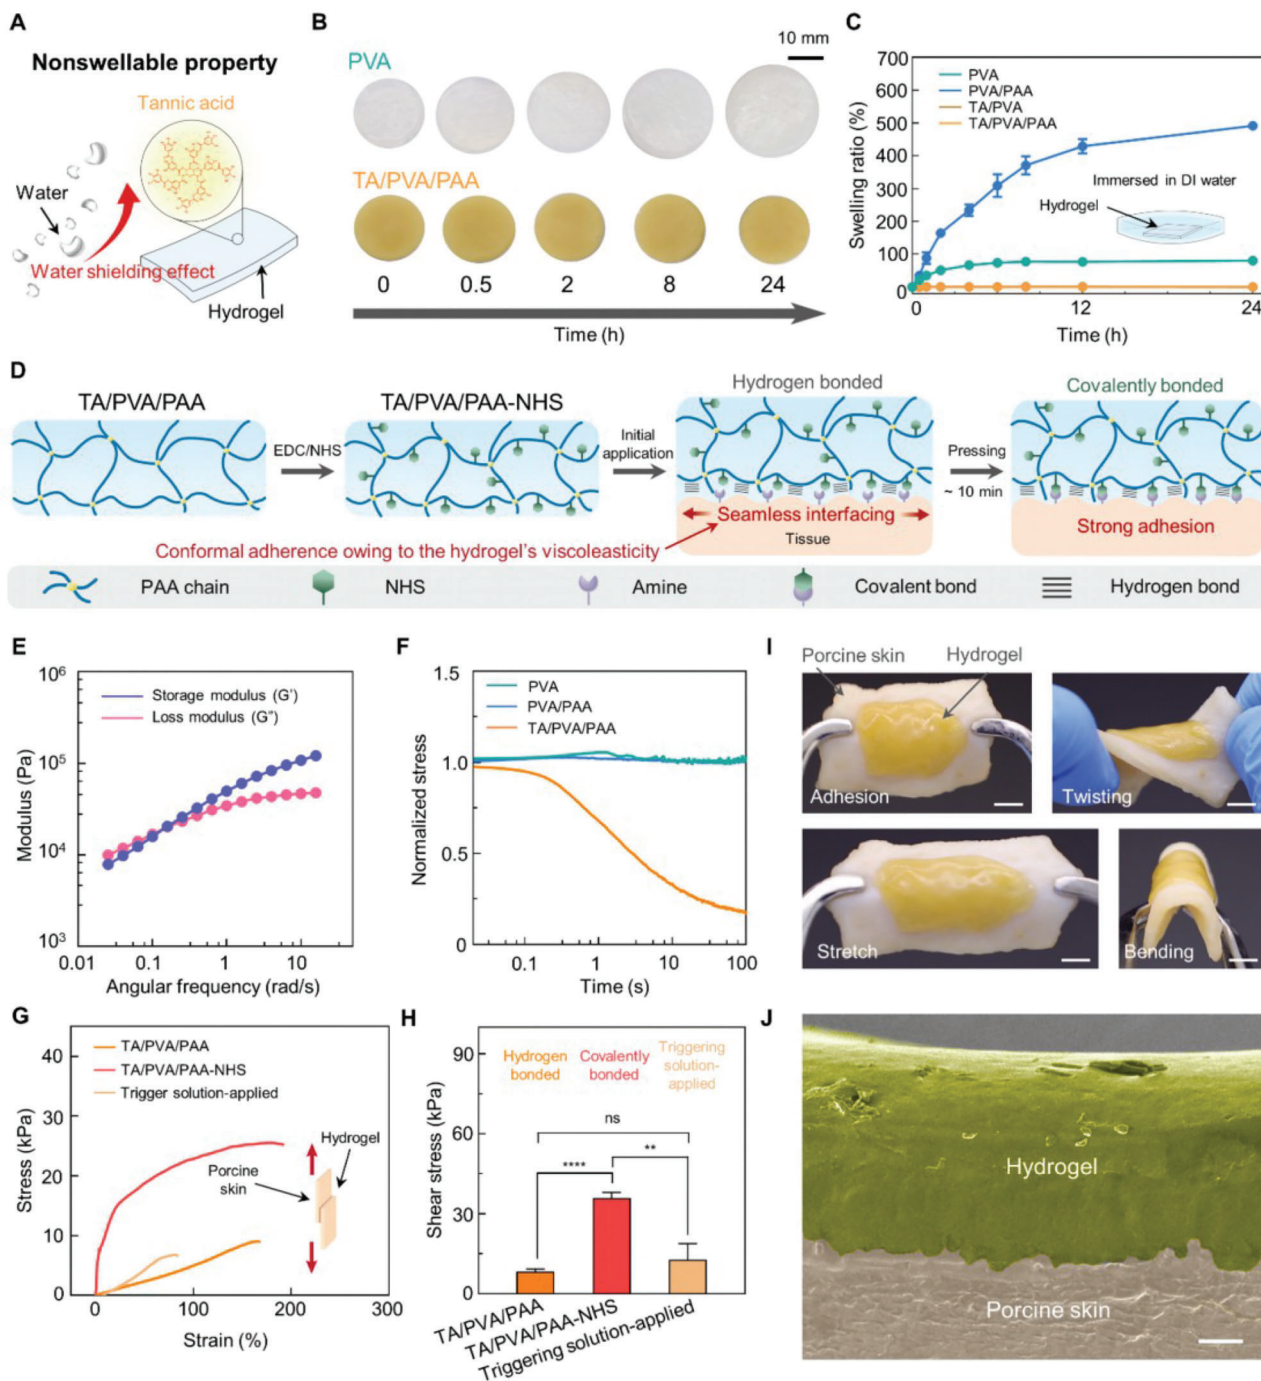 A
Nonswellable property
Tannic acid
Water
Water shielding effect
Hydrogel
B
10 mm
PVA
TA/PVA/PAA
0 0.5 2 8 24
Time (h)
C
700
600
500
400
300
200
100
0
Swelling ratio (%)
PVA
PVA/PAA
TA/PVA
TA/PVA/PAA
Immersed in DI water
Hydrogel
0 12 24
Time (h)
D
TA/PVA/PAA
EDC/NHS
TA/PVA/PAA-NHS
Initial
application
Hydrogen bonded
Seamless interfacing
Tissue
Pressing
~ 10 min
Covalently bonded
Strong adhesion
Conformal adherence owing to the hydrogel's viscoleasticity
PAA chain
NHS
Amine
Covalent bond
Hydrogen bond
E
10⁶
10⁵
10⁴
10³
Modulus (Pa)
Storage modulus (G')
Loss modulus (G")
0.01 0.1 1 10
Angular frequency (rad/s)
F
1.5
1.0
0.5
0
Normalized stress
PVA
PVA/PAA
TA/PVA/PAA
0.1 1 10 100
Time (s)
I
Porcine skin
Hydrogel
Adhesion
Twisting
Stretch
Bending
G
40
30
20
10
0
Stress (kPa)
TA/PVA/PAA
TA/PVA/PAA-NHS
Trigger solution-applied
Porcine
skin
Hydrogel
0 100 200 300
Strain (%)
H
90
60
30
0
Shear stress (kPa)
Hydrogen
bonded
Covalently
bonded
Triggering
solution-
applied
ns
****
**
TA/PVA/PAA
TA/PVA/PAA-NHS
Triggering solution-applied
J
Hydrogel
Porcine skin